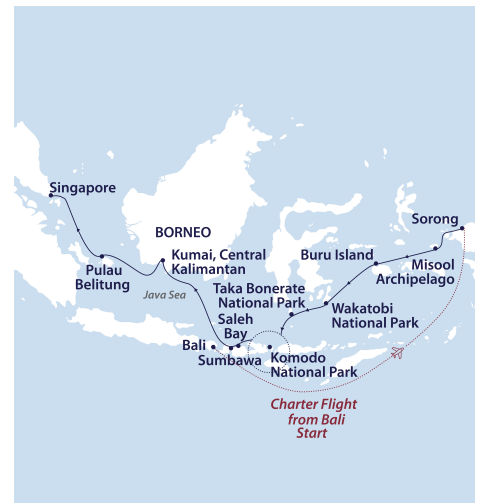 Singapore
BORNEO
Sorong
Kumai, Central
Kalimantan
Buru Island
Pulau
Belitung
Misool
Archipelago
Java Sea
Taka Bonerate
National Park
Wakatobi
National Park
Saleh
Bay
Bali
Sumbawa
Komodo
National Park
Charter Flight
from Bali
Start